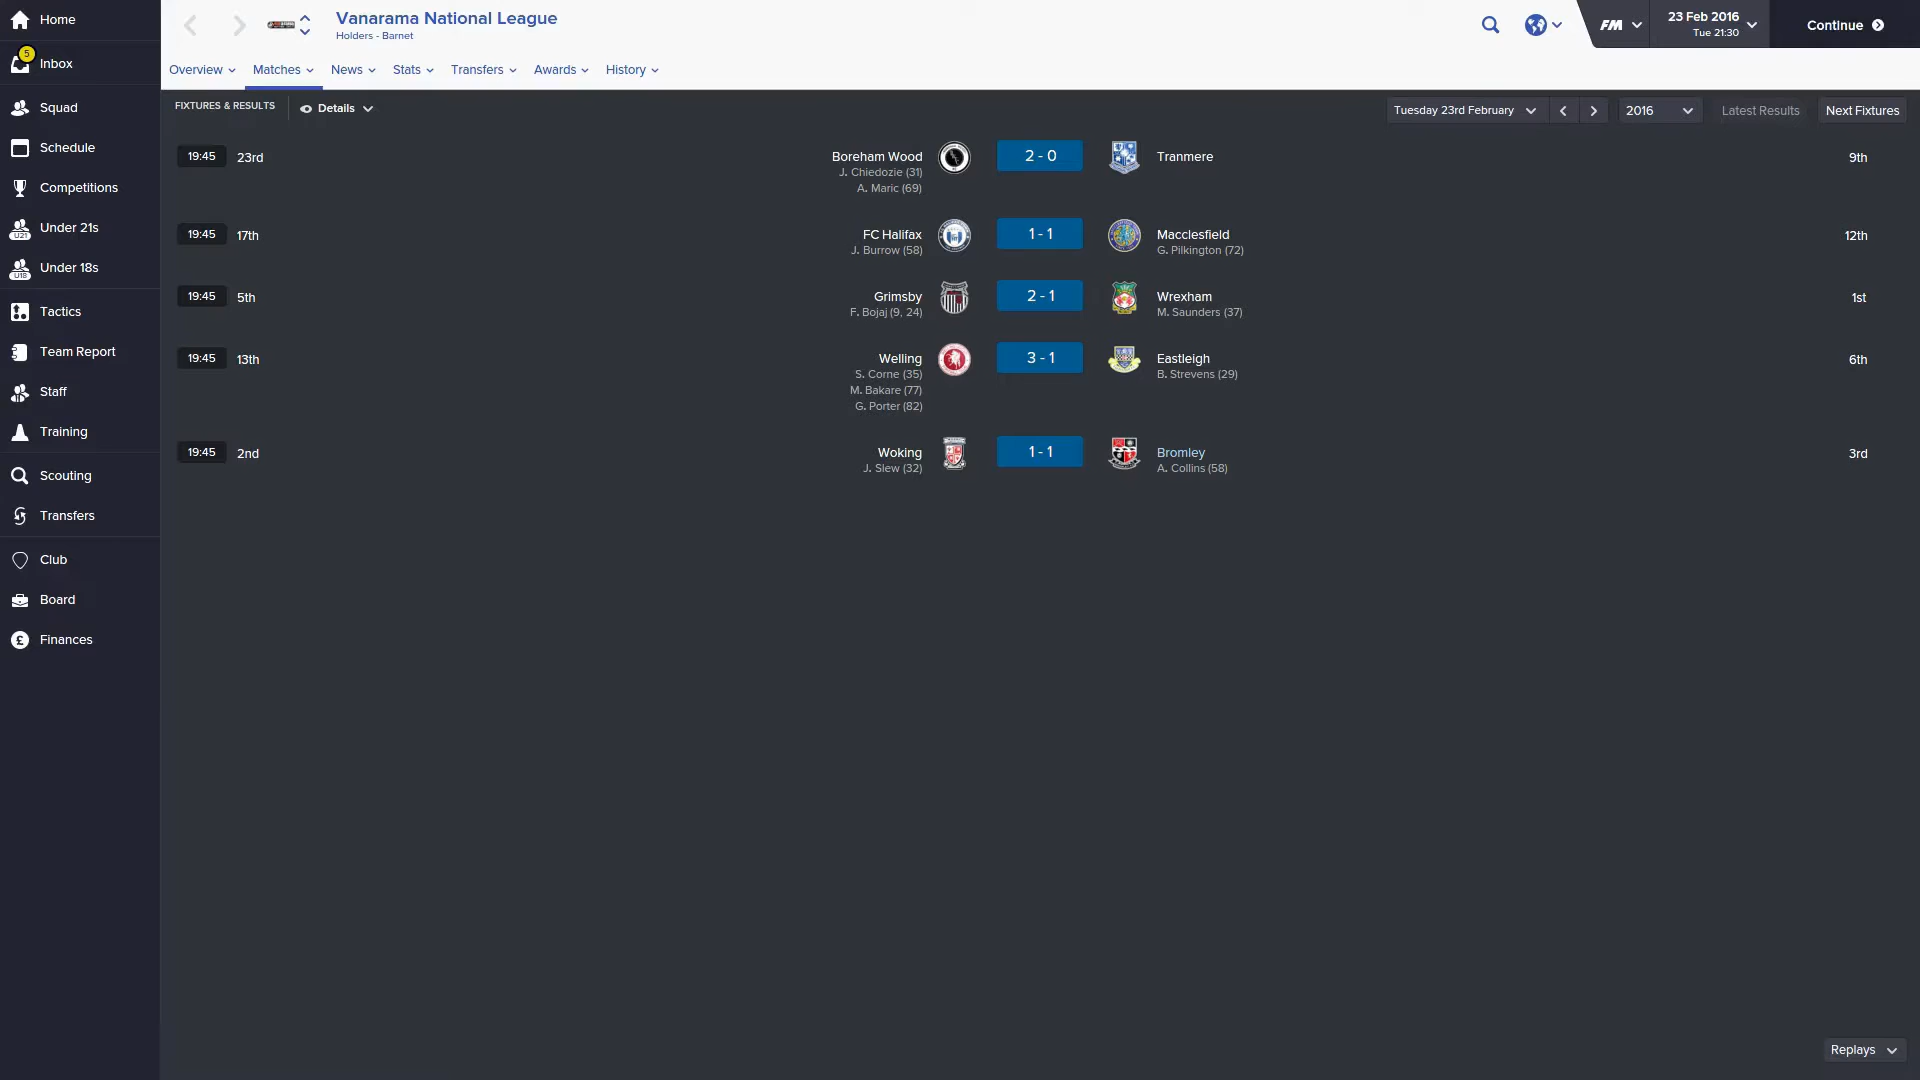 Home
5
Inbox
Squad
Schedule
Competitions
U21
Under 21s
U18
Under 18s
Tactics
Team Report
Staff
Training
Scouting
Transfers
Club
Board
£
Finances
Vanarama National League
Holders - Barnet
FM
23 Feb 2016
Tue 21:30
Continue
Overview
Matches
News
Stats
Transfers
Awards
History
FIXTURES & RESULTS
Details
Tuesday 23rd February
2016
Latest Results
Next Fixtures
19:45 23rd Boreham Wood 2 - 0 Tranmere 9th
J. Chiedozie (31)
A. Maric (69)
19:45 17th FC Halifax 1 - 1 Macclesfield 12th
J. Burrow (58) G. Pilkington (72)
19:45 5th Grimsby 2 - 1 Wrexham 1st
F. Bojaj (9, 24) M. Saunders (37)
19:45 13th Welling 3 - 1 Eastleigh 6th
S. Corne (35) B. Strevens (29)
M. Bakare (77)
G. Porter (82)
19:45 2nd Woking 1 - 1 Bromley 3rd
J. Slew (32) A. Collins (58)
Replays